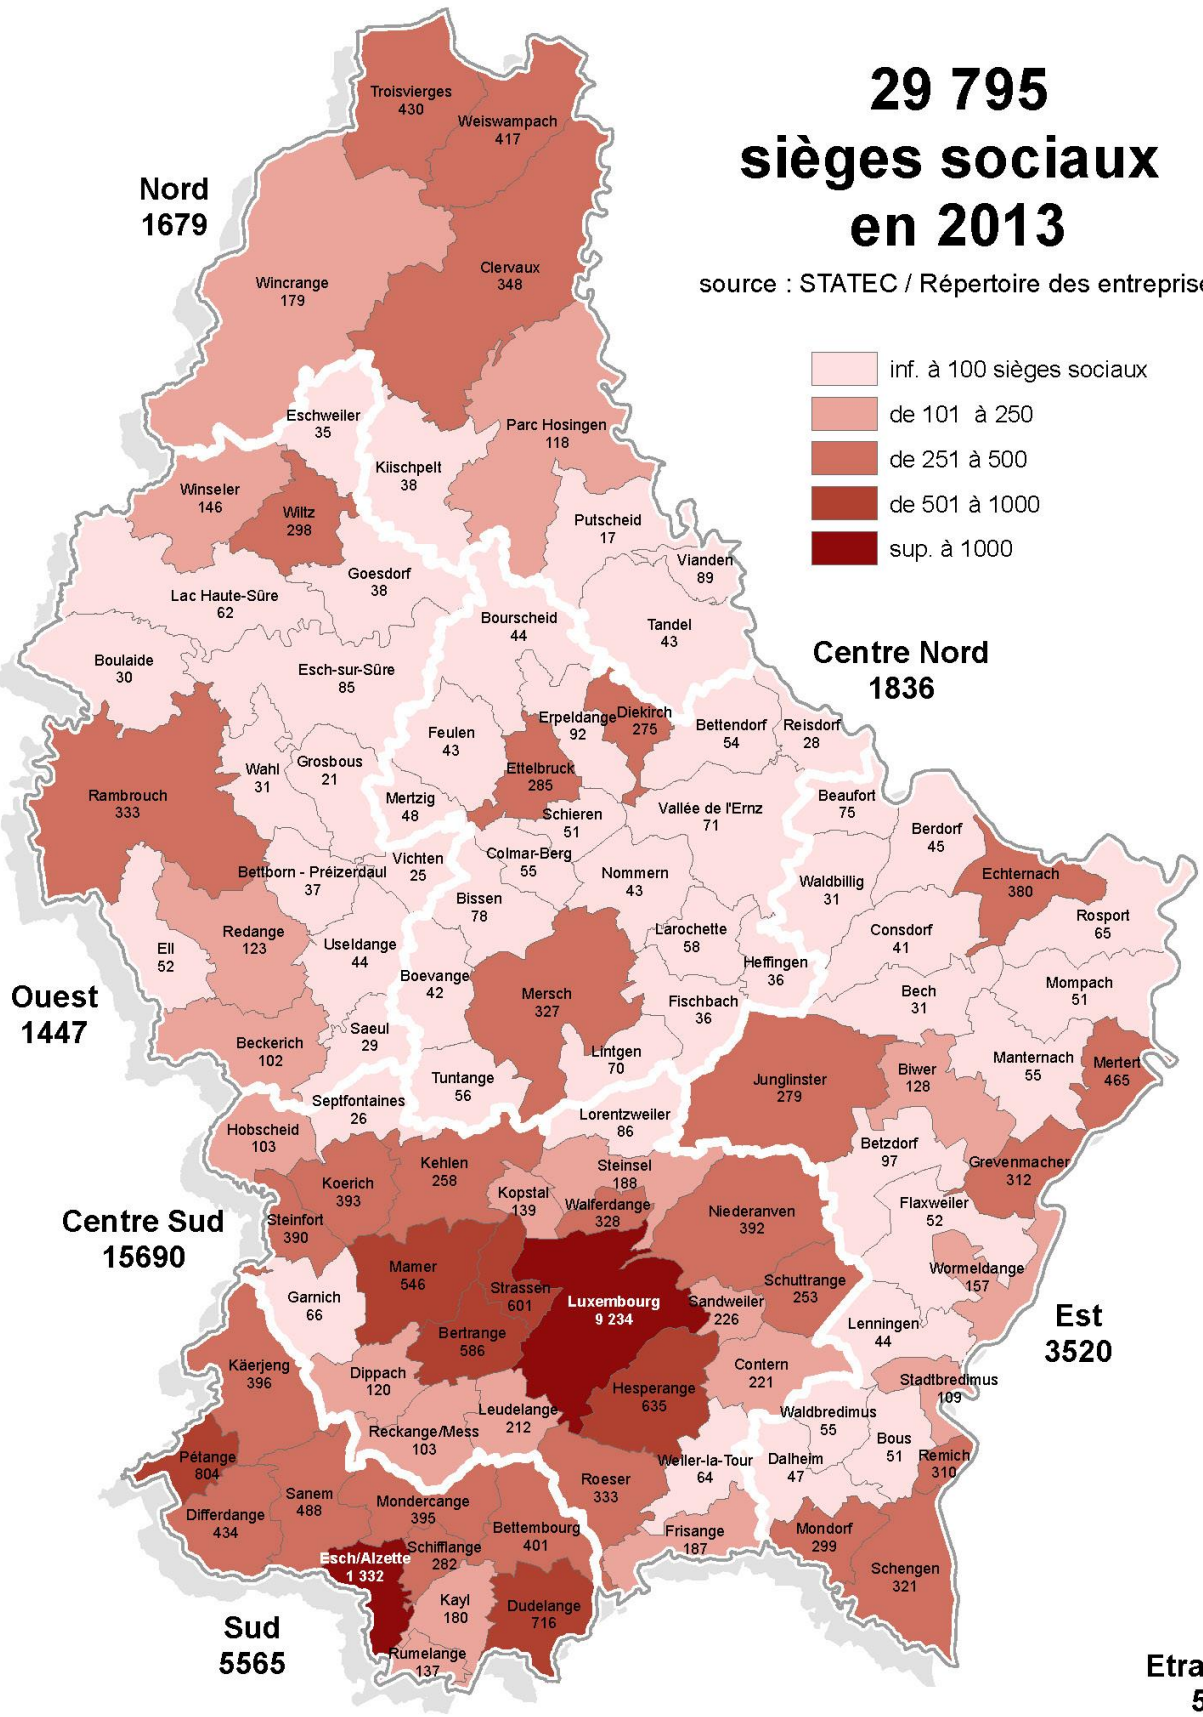 29 795
sièges sociaux
en 2013
source : STATEC / Répertoire des entreprise
inf. à 100 sièges sociaux
de 101 à 250
de 251 à 500
de 501 à 1000
sup. à 1000
Nord
1679
Troisvierges
430
Weiswampach
417
Wincrange
179
Clervaux
348
Eschweiler
35
Parc Hosingen
118
Kiischpelt
38
Winseler
146
Wiltz
298
Putscheid
17
Vianden
89
Goesdorf
38
Lac Haute-Sûre
62
Bourscheid
44
Tandel
43
Centre Nord
1836
Boulaide
30
Esch-sur-Sûre
85
Feulen
43
Erpeldange
92
Diekirch
275
Bettendorf
54
Reisdorf
28
Wahl
31
Grosbous
21
Ettelbruck
285
Rambrouch
333
Mertzig
48
Schieren
51
Vallée de l'Ernz
71
Beaufort
75
Berdorf
45
Bettborn - Préizerdaul
37
Vichten
25
Colmar-Berg
55
Nommern
43
Waldbillig
31
Echternach
380
Bissen
78
Rosport
65
Ell
52
Redange
123
Useldange
44
Larochette
58
Consdorf
41
Heffingen
36
Boevange
42
Mersch
327
Fischbach
36
Bech
31
Mompach
51
Ouest
1447
Beckerich
102
Saeul
29
Lintgen
70
Manternach
55
Mertert
465
Tuntange
56
Junglinster
279
Biwer
128
Septfontaines
26
Lorentzweiler
86
Hobscheid
103
Betzdorf
97
Grevenmacher
312
Kehlen
258
Steinsel
188
Koerich
393
Kopstal
139
Walferdange
328
Niederanven
392
Flaxweiler
52
Centre Sud
15690
Steinfort
390
Mamer
546
Strassen
601
Luxembourg
9 234
Sandweiler
226
Schuttrange
253
Wormeldange
157
Garnich
66
Bertrange
586
Lenningen
44
Est
3520
Käerjeng
396
Dippach
120
Contern
221
Stadtbredimus
109
Hesperange
635
Leudelange
212
Reckange/Mess
103
Waldbredimus
55
Bous
51
Remich
310
Pétange
804
Weiler-la-Tour
64
Dalheim
47
Roeser
333
Sanem
488
Mondercange
395
Differdange
434
Bettembourg
401
Frisange
187
Mondorf
299
Schifflange
282
Esch/Alzette
1 332
Schengen
321
Kayl
180
Dudelange
716
Sud
5565
Rumelange
137
Etra
5